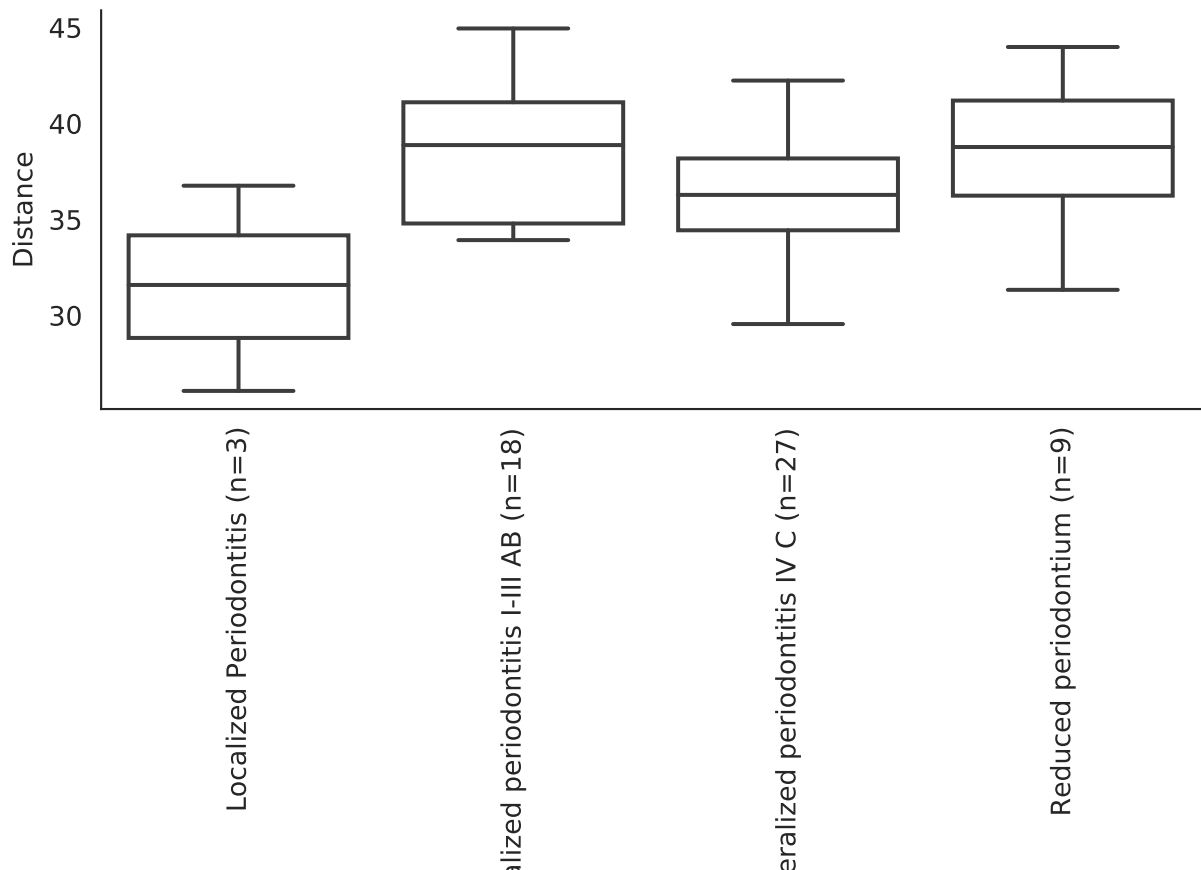 45
40
35
30
Distance
Localized Periodontitis (n=3)
periodontitis I-III AB (n=18)
periodontitis IV C (n=27)
Reduced periodontium (n=9)